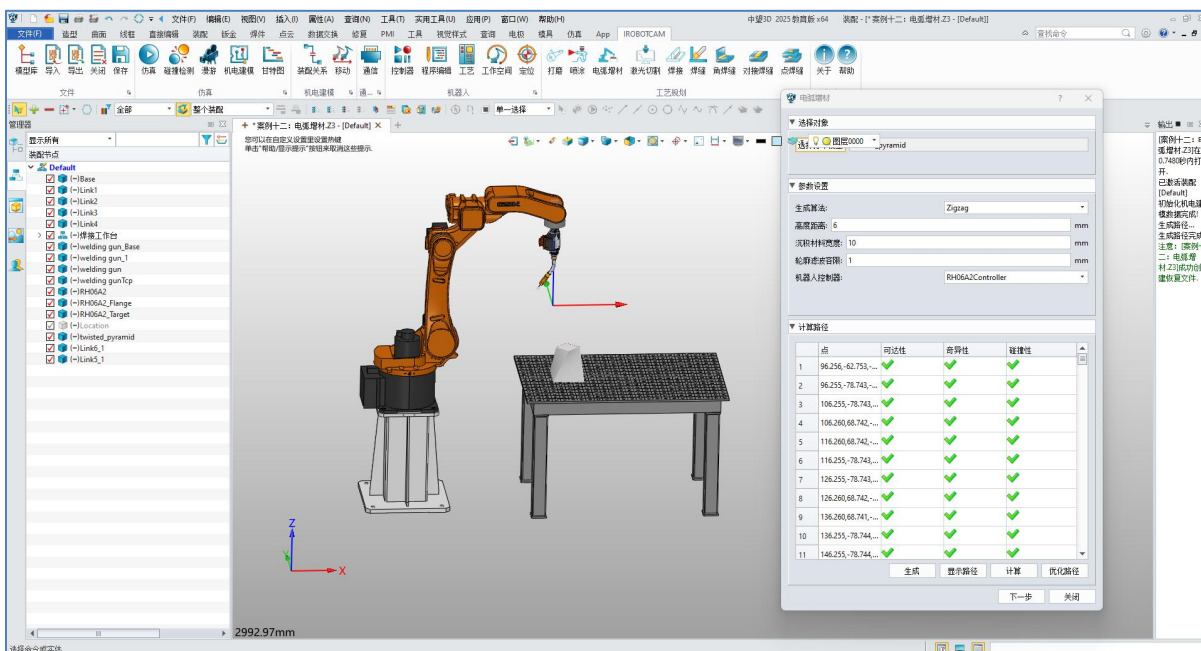 文件(F) 编辑(E) 视图(V) 插入(I) 属性(A) 查询(N) 工具(T) 实用工具(U) 应用(P) 窗口(W) 帮助(H)
中望3D 2025 教育版 x64 装配 - [* 案例十二：电弧增材.Z3 - [Default]]
文件(F) 造型 曲面 线框 直接编辑 装配 钣金 焊件 点云 数据交换 修复 PMI 工具 视觉样式 查询 电极 模具 仿真 App IROBOTCAM
查找命令
模型库 导入 导出 关闭 保存 仿真 碰撞检测 漫游 机电建模 甘特图 装配关系 移动 通信 控制器 程序编辑 工艺 工作空间 定位 打磨 喷涂 电弧增材 激光切割 焊接 焊缝 角焊缝 对接焊缝 点焊缝 关于 帮助
文件 仿真 机电建模 通... 机器人 工艺规划
全部 整个装配 单一选择
管理器
显示所有
装配节点
Default
(-)Base
(-)Link1
(-)Link2
(-)Link3
(-)Link4
(-)焊接工作台
(-)welding gun_Base
(-)welding gun_1
(-)welding gun
(-)welding gunTcp
(-)RH06A2
(-)RH06A2_Flange
(-)RH06A2_Target
(-)Location
(-)twisted_pyramid
(-)Link6_1
(-)Link5_1
* 案例十二：电弧增材.Z3 - [Default]
您可以在自定义设置里设置热键
单击"帮助/显示提示"按钮来取消这些提示.
图层0000
Z
Y
X
2992.97mm
电弧增材
选择对象
_pyramid
参数设置
生成算法: Zigzag
高度距离: 6 mm
沉积材料宽度: 10 mm
轮廓滤波容限: 1 mm
机器人控制器: RH06A2Controller
计算路径
点 可达性 奇异性 碰撞性
1 96.256,-62.753,-...
2 96.255,-78.743,-...
3 106.255,-78.743,...
4 106.260,68.742,-...
5 116.260,68.742,-...
6 116.255,-78.743,...
7 126.255,-78.743,...
8 126.260,68.742,-...
9 136.260,68.741,-...
10 136.255,-78.744,...
11 146.255,-78.744,...
生成 显示路径 计算 优化路径
下一步 关闭
输出
[案例十二：电
弧增材.Z3]在
0.7480秒内打
开.
已激活装配
[Default]
初始化机电建
模数据完成!
生成路径...
生成路径完成
注意：[案例十
二：电弧增
材.Z3]成功创
建恢复文件.
选择命令或实体